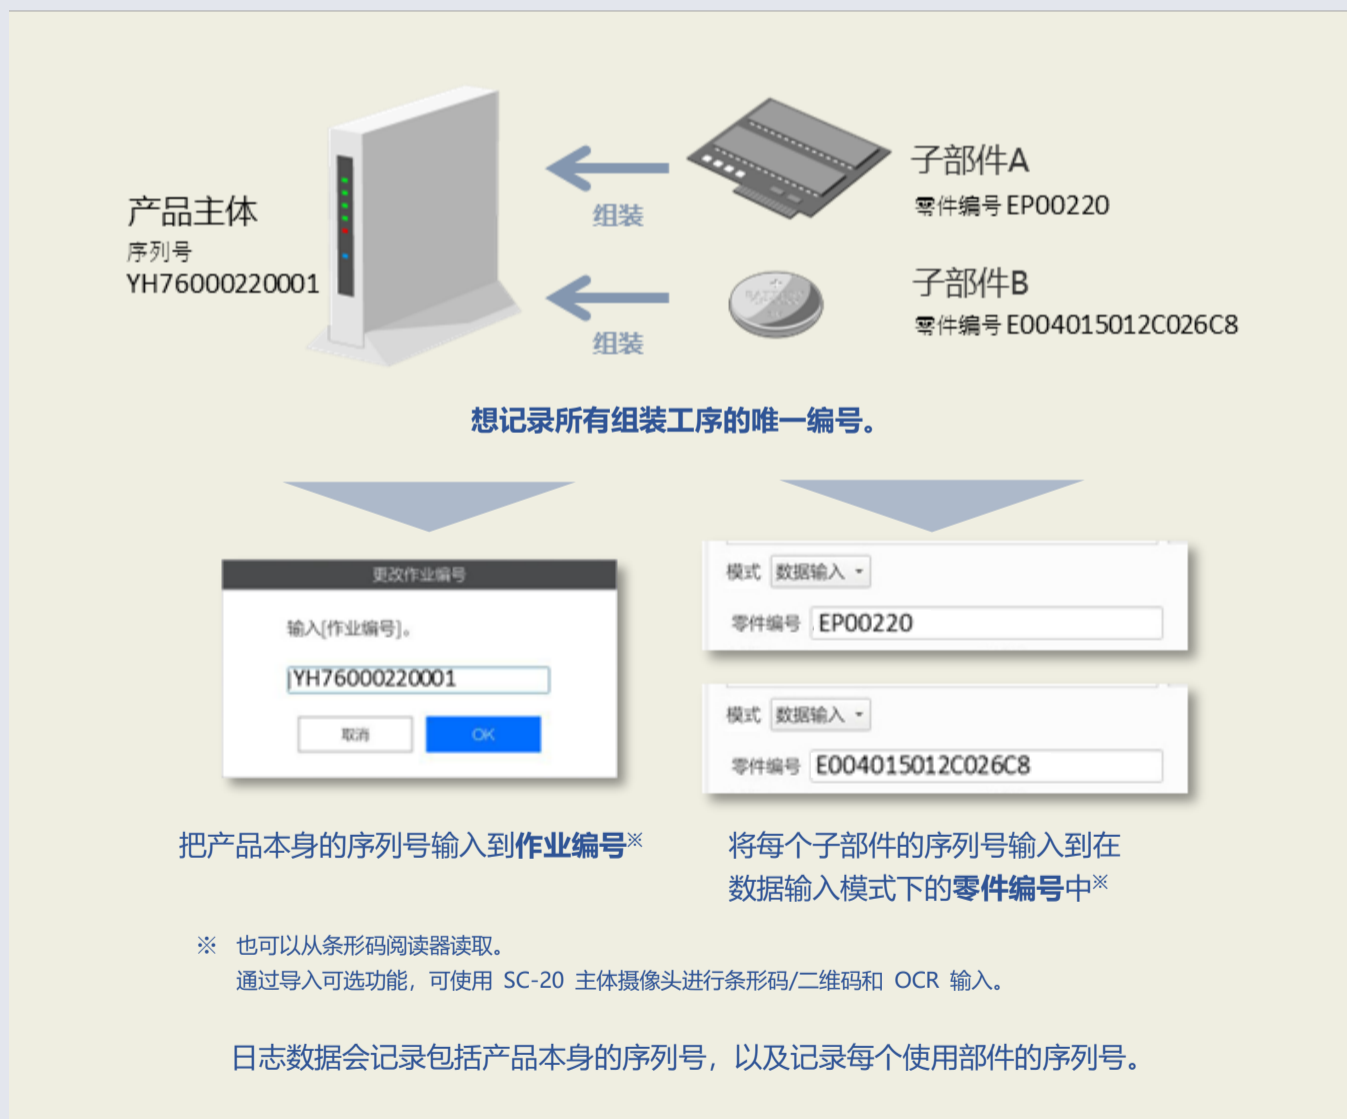 产品主体
序列号
YH76000220001
组装
子部件A
零件编号 EP00220
组装
子部件B
零件编号 E004015012C026C8
想记录所有组装工序的唯一编号。
更改作业编号
输入[作业编号]。
YH76000220001
取消
OK
模式 数据输入
零件编号 EP00220
模式 数据输入
零件编号 E004015012C026C8
把产品本身的序列号输入到作业编号※
将每个子部件的序列号输入到在
数据输入模式下的零件编号中※
※ 也可以从条形码阅读器读取。
通过导入可选功能，可使用 SC-20 主体摄像头进行条形码/二维码和 OCR 输入。
日志数据会记录包括产品本身的序列号，以及记录每个使用部件的序列号。